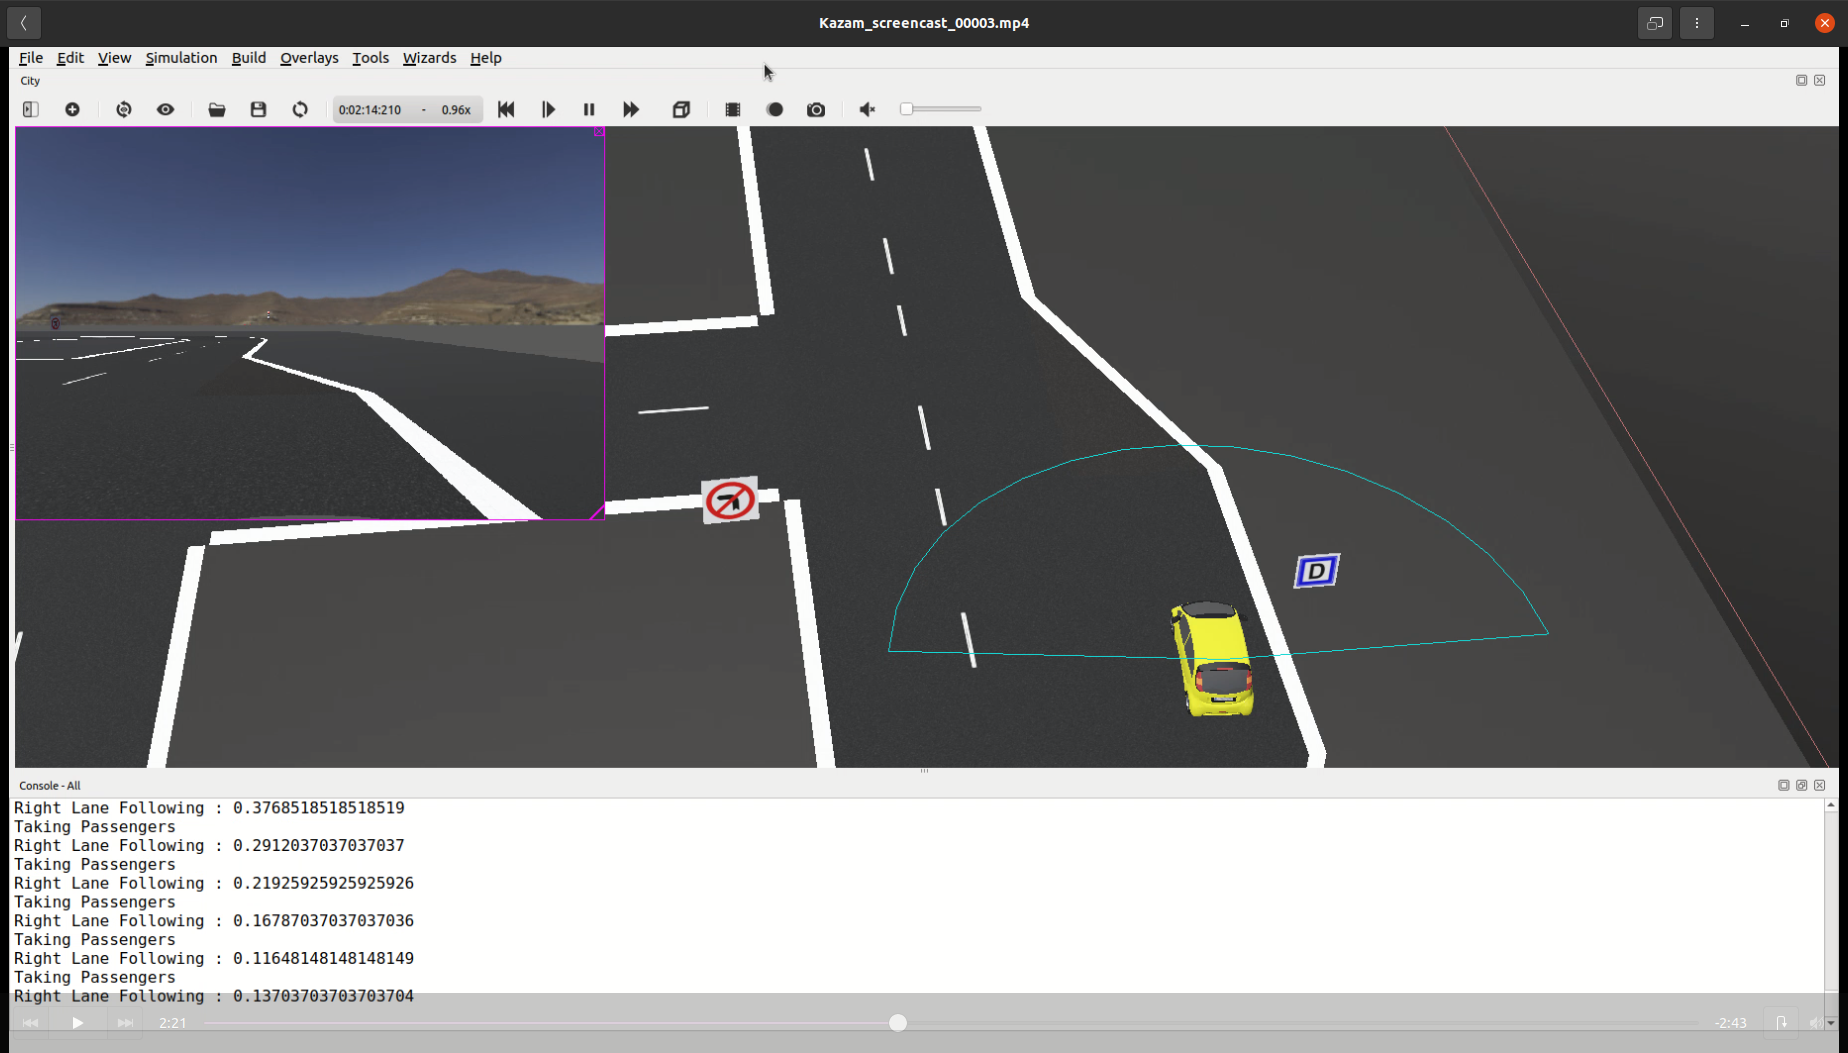 Kazam_screencast_00003.mp4
File Edit View Simulation Build Overlays Tools Wizards Help
City
0:02:14:210 - 0.96x
D
Console - All
Right Lane Following : 0.3768518518518519
Taking Passengers
Right Lane Following : 0.2912037037037037
Taking Passengers
Right Lane Following : 0.21925925925925926
Taking Passengers
Right Lane Following : 0.16787037037037036
Taking Passengers
Right Lane Following : 0.11648148148148149
Taking Passengers
Right Lane Following : 0.13703703703703704
2:21
-2:43